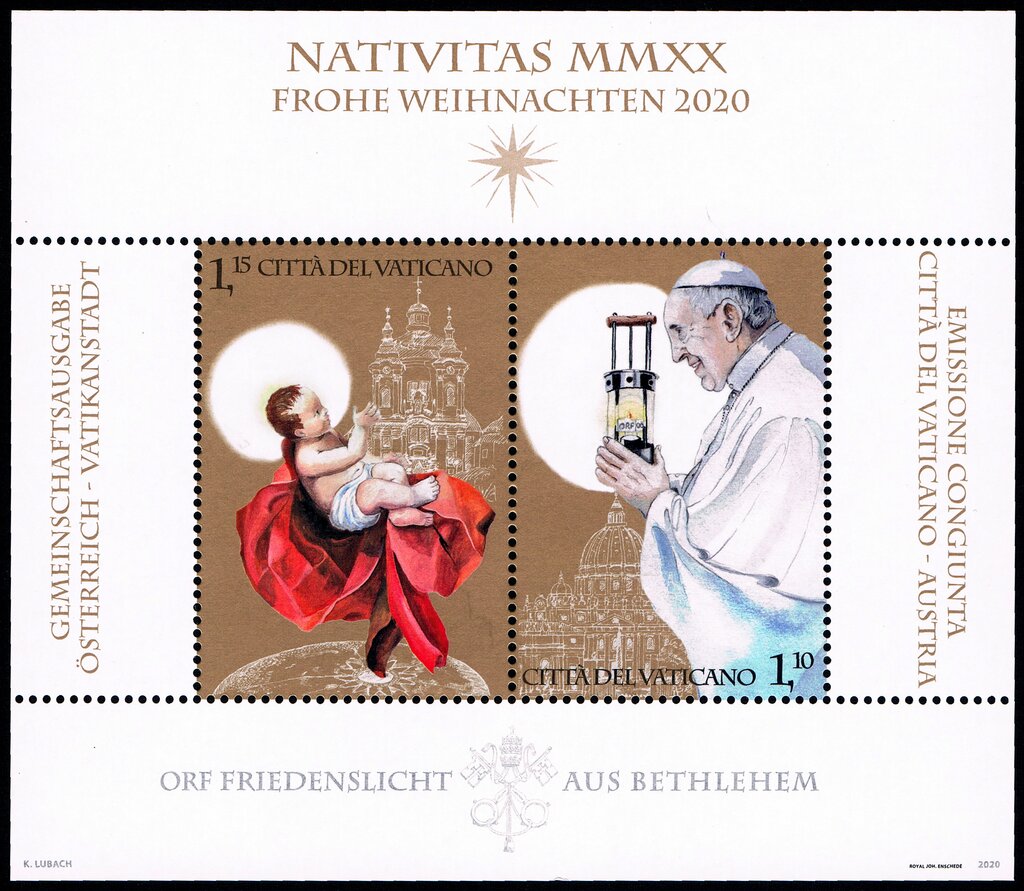 NATIVITAS MMXX
FROHE WEIHNACHTEN 2020
GEMEINSCHAFTSAUSGABE
ÖSTERREICH - VATIKANSTADT
1,15 CITTÀ DEL VATICANO
ORF
CITTÀ DEL VATICANO 1,10
EMISSIONE CONGIUNTA
CITTÀ DEL VATICANO - AUSTRIA
ORF FRIEDENSLICHT AUS BETHLEHEM
K. LUBACH
ROYAL JOH. ENSCHEDÉ 2020